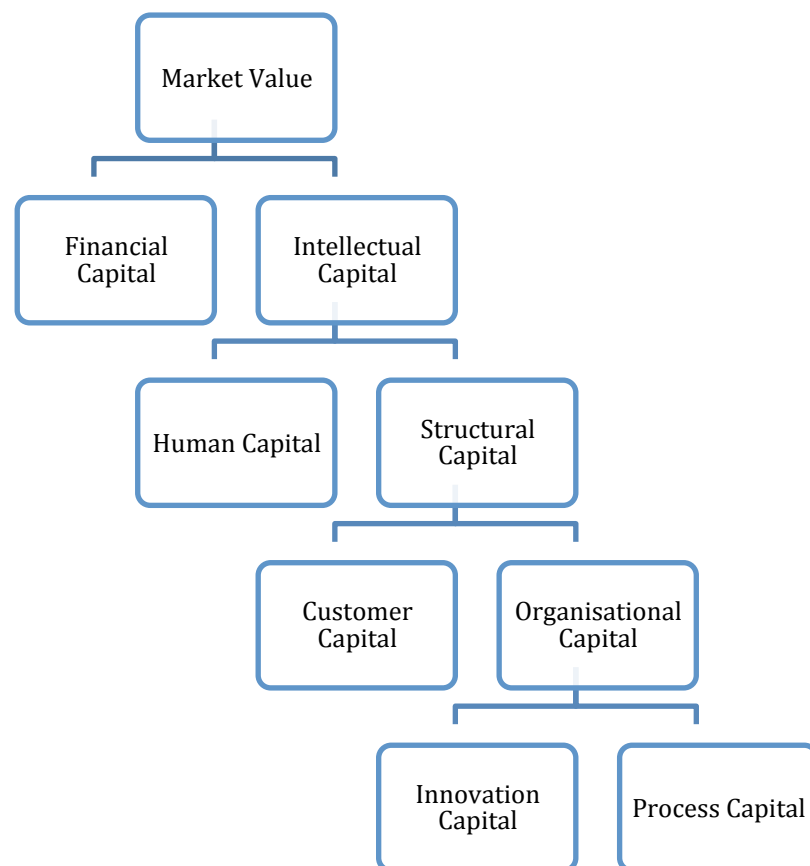 Market Value
Financial
Capital
Intellectual
Capital
Human Capital
Structural
Capital
Customer
Capital
Organisational
Capital
Innovation
Capital
Process Capital